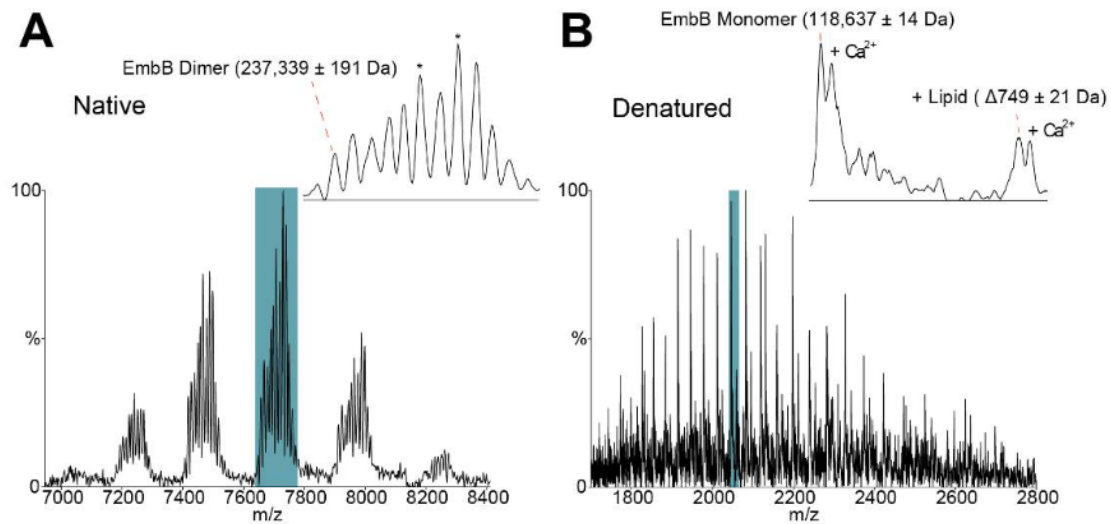 A
EmbB Dimer (237,339 ± 191 Da)
* *
Native
100
%
0
7000 7200 7400 7600 7800 8000 8200 8400
m/z
B
EmbB Monomer (118,637 ± 14 Da)
+ Ca²⁺
+ Lipid ( Δ749 ± 21 Da)
+ Ca²⁺
Denatured
100
%
0
1800 2000 2200 2400 2600 2800
m/z